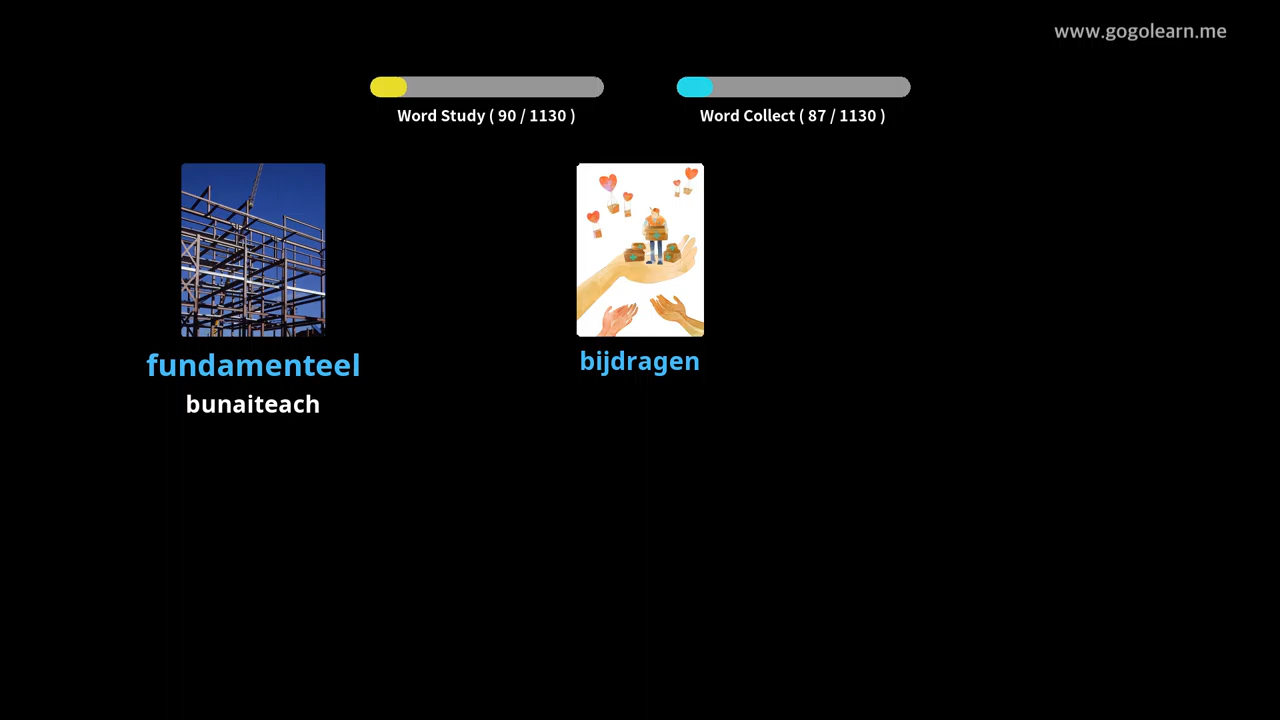 www.gogolearn.me
Word Study ( 90 / 1130 )
Word Collect ( 87 / 1130 )
fundamenteel
bunaiteach
bijdragen